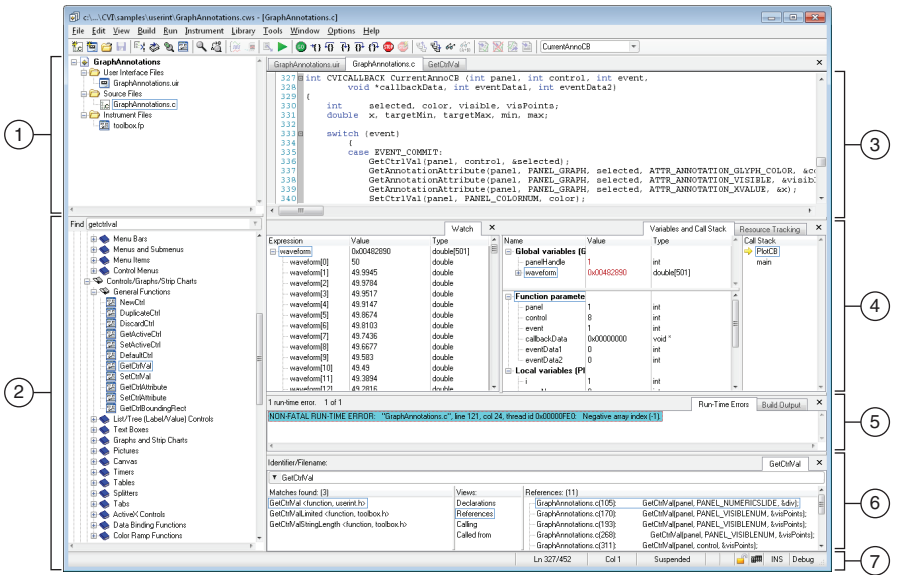 c:\...\CVI\samples\userint\GraphAnnotations.cws - [GraphAnnotations.c]
File Edit View Build Run Instrument Library Tools Window Options Help
CurrentAnnoCB
GraphAnnotations
User Interface Files
GraphAnnotations.uir
Source Files
GraphAnnotations.c
Instrument Files
toolbox.fp
1
GraphAnnotations.uir GraphAnnotations.c GetCtrlVal
327 int CVICALLBACK CurrentAnnoCB (int panel, int control, int event,
328 void *callbackData, int eventData1, int eventData2)
329 {
330 int selected, color, visible, visPoints;
331 double x, targetMin, targetMax, min, max;
332
333 switch (event)
334 {
335 case EVENT_COMMIT:
336 GetCtrlVal(panel, control, &selected);
337 GetAnnotationAttribute(panel, PANEL_GRAPH, selected, ATTR_ANNOTATION_GLYPH_COLOR, &co
338 GetAnnotationAttribute(panel, PANEL_GRAPH, selected, ATTR_ANNOTATION_VISIBLE, &visibl
339 GetAnnotationAttribute(panel, PANEL_GRAPH, selected, ATTR_ANNOTATION_XVALUE, &x);
340 SetCtrlVal(panel, PANEL_COLORNUM, color);
3
Find getctrlval
Menu Bars
Menus and Submenus
Menu Items
Control Menus
Controls/Graphs/Strip Charts
General Functions
NewCtrl
DuplicateCtrl
DiscardCtrl
GetActiveCtrl
SetActiveCtrl
DefaultCtrl
GetCtrlVal
SetCtrlVal
GetCtrlAttribute
SetCtrlAttribute
GetCtrlBoundingRect
List/Tree (Label/Value) Controls
Text Boxes
Graphs and Strip Charts
Pictures
Canvas
Timers
Tables
Splitters
Tabs
ActiveX Controls
Data Binding Functions
Color Ramp Functions
2
Watch
Expression Value Type
waveform 0x00482890 double[501]
waveform[0] 50 double
waveform[1] 49.9945 double
waveform[2] 49.9784 double
waveform[3] 49.9517 double
waveform[4] 49.9147 double
waveform[5] 49.8674 double
waveform[6] 49.8103 double
waveform[7] 49.7436 double
waveform[8] 49.6677 double
waveform[9] 49.583 double
waveform[10] 49.49 double
waveform[11] 49.3894 double
waveform[12] 49.2816 double
Variables and Call Stack Resource Tracking
Name Value Type
Global variables (G
panelHandle 1 int
waveform 0x00482890 double[501]
Function paramete
panel 1 int
control 8 int
event 1 int
callbackData 0x00000000 void *
eventData1 0 int
eventData2 0 int
Local variables (Pl
i 1 int
Call Stack
PlotCB
main
4
1 run-time error. 1 of 1
Run-Time Errors Build Output
NON-FATAL RUN-TIME ERROR: "GraphAnnotations.c", line 121, col 24, thread id 0x00000FE0: Negative array index (-1).
5
Identifier/Filename:
GetCtrlVal
GetCtrlVal
Matches found: (3)
GetCtrlVal <function, userint.h>
GetCtrlValLimited <function, toolbox.h>
GetCtrlValStringLength <function, toolbox.h>
Views:
Declarations
References
Calling
Called from
References: (11)
GraphAnnotations.c(105): GetCtrlVal(panel, PANEL_NUMERICSLIDE, &div);
GraphAnnotations.c(170): GetCtrlVal(panel, PANEL_VISIBLENUM, &visPoints);
GraphAnnotations.c(193): GetCtrlVal(panel, PANEL_VISIBLENUM, &visPoints);
GraphAnnotations.c(268): GetCtrlVal(panel, PANEL_VISIBLENUM, &visPoints);
GraphAnnotations.c(311): GetCtrlVal(panel, control, &visPoints);
6
Ln 327/452 Col 1 Suspended INS Debug
7